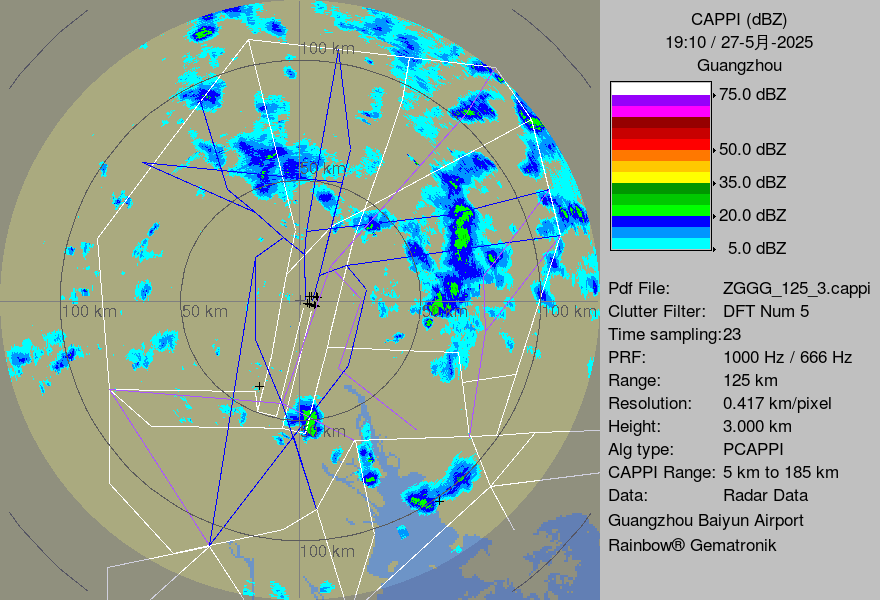 CAPPI (dBZ)
19:10 / 27-5月-2025
Guangzhou
75.0 dBZ
50.0 dBZ
35.0 dBZ
20.0 dBZ
5.0 dBZ
Pdf File: ZGGG_125_3.cappi
Clutter Filter: DFT Num 5
Time sampling:23
PRF: 1000 Hz / 666 Hz
Range: 125 km
Resolution: 0.417 km/pixel
Height: 3.000 km
Alg type: PCAPPI
CAPPI Range: 5 km to 185 km
Data: Radar Data
Guangzhou Baiyun Airport
Rainbow® Gematronik
100 km
50 km
100 km
50 km
50 km
100 km
km
100 km